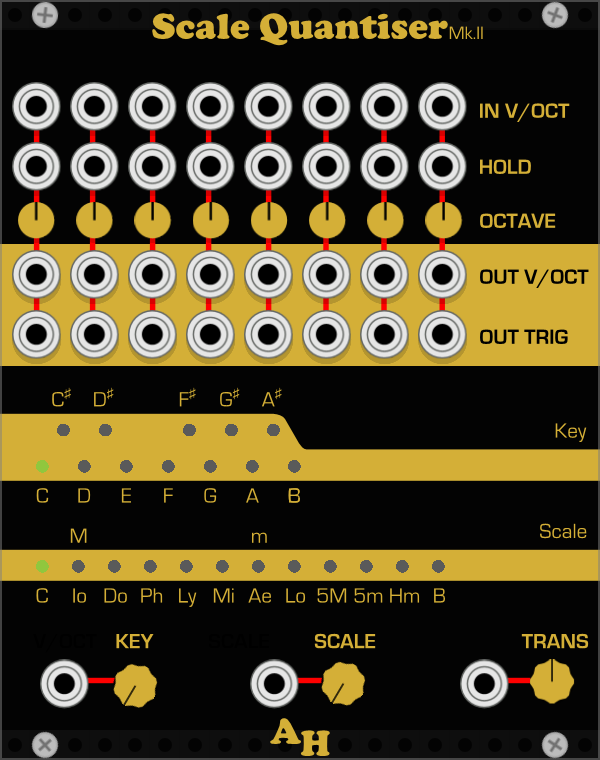 Scale Quantiser Mk.II
IN V/OCT
HOLD
OCTAVE
OUT V/OCT
OUT TRIG
C♯ D♯ F♯ G♯ A♯
Key
C D E F G A B
M m Scale
C Io Do Ph Ly Mi Ae Lo 5M 5m Hm B
V/OCT KEY SCALE SCALE TRANS
AH